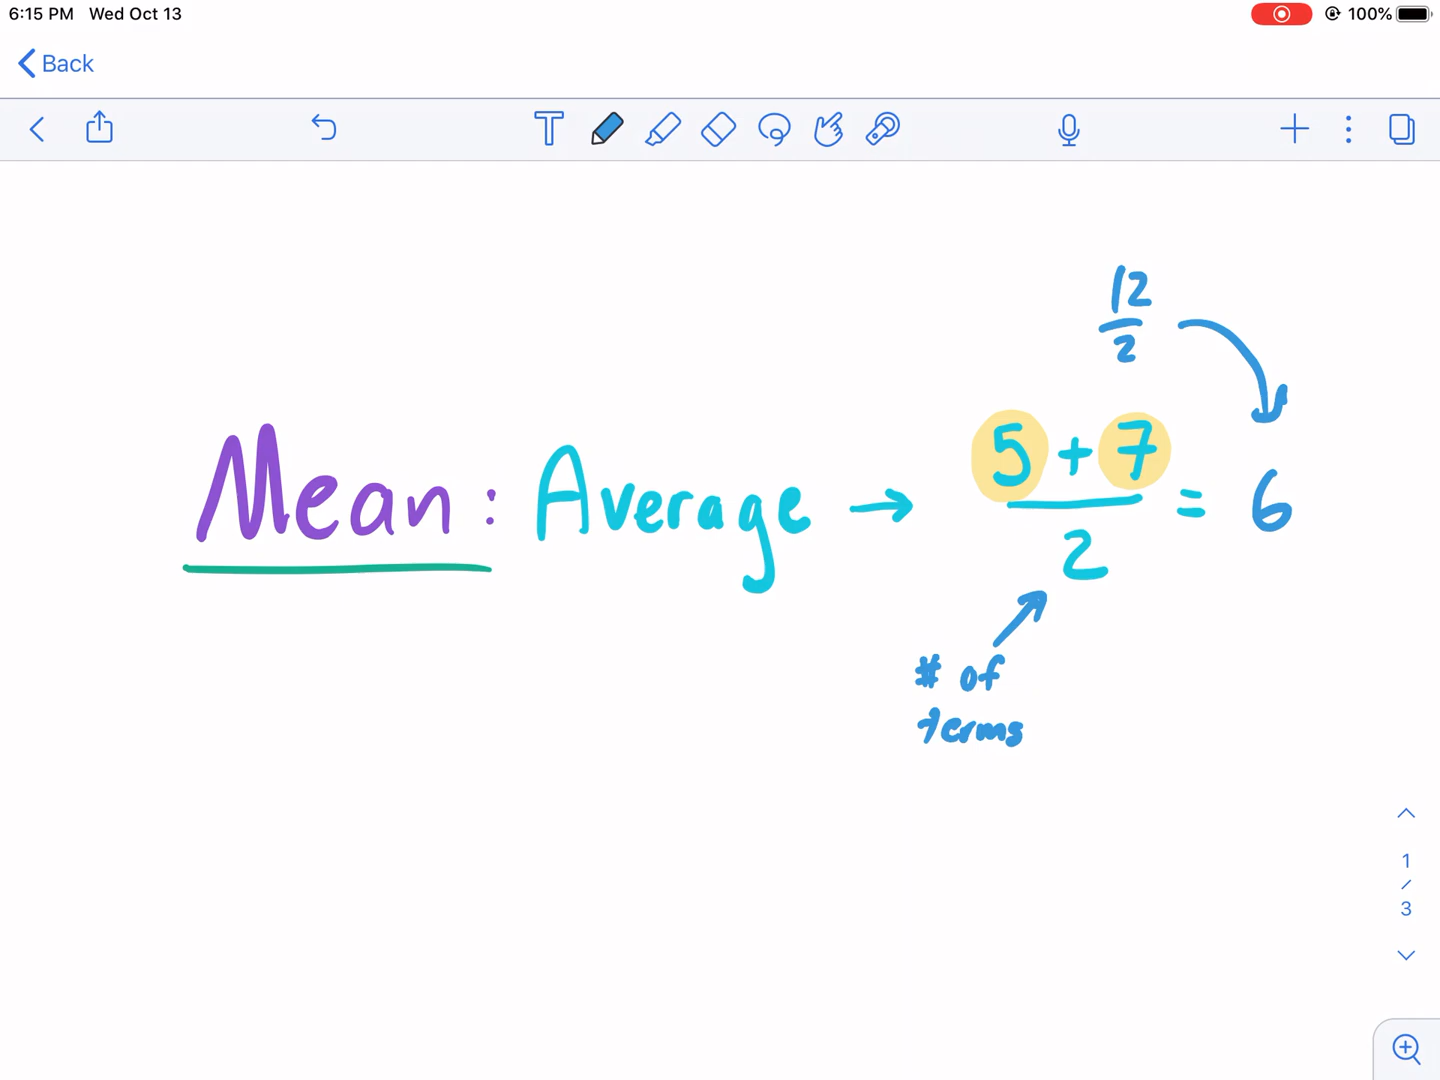 6:15 PM Wed Oct 13
100%
Back
T
12
2
Mean: Average → 5 + 7 = 6
2
# of
terms
1
/
3